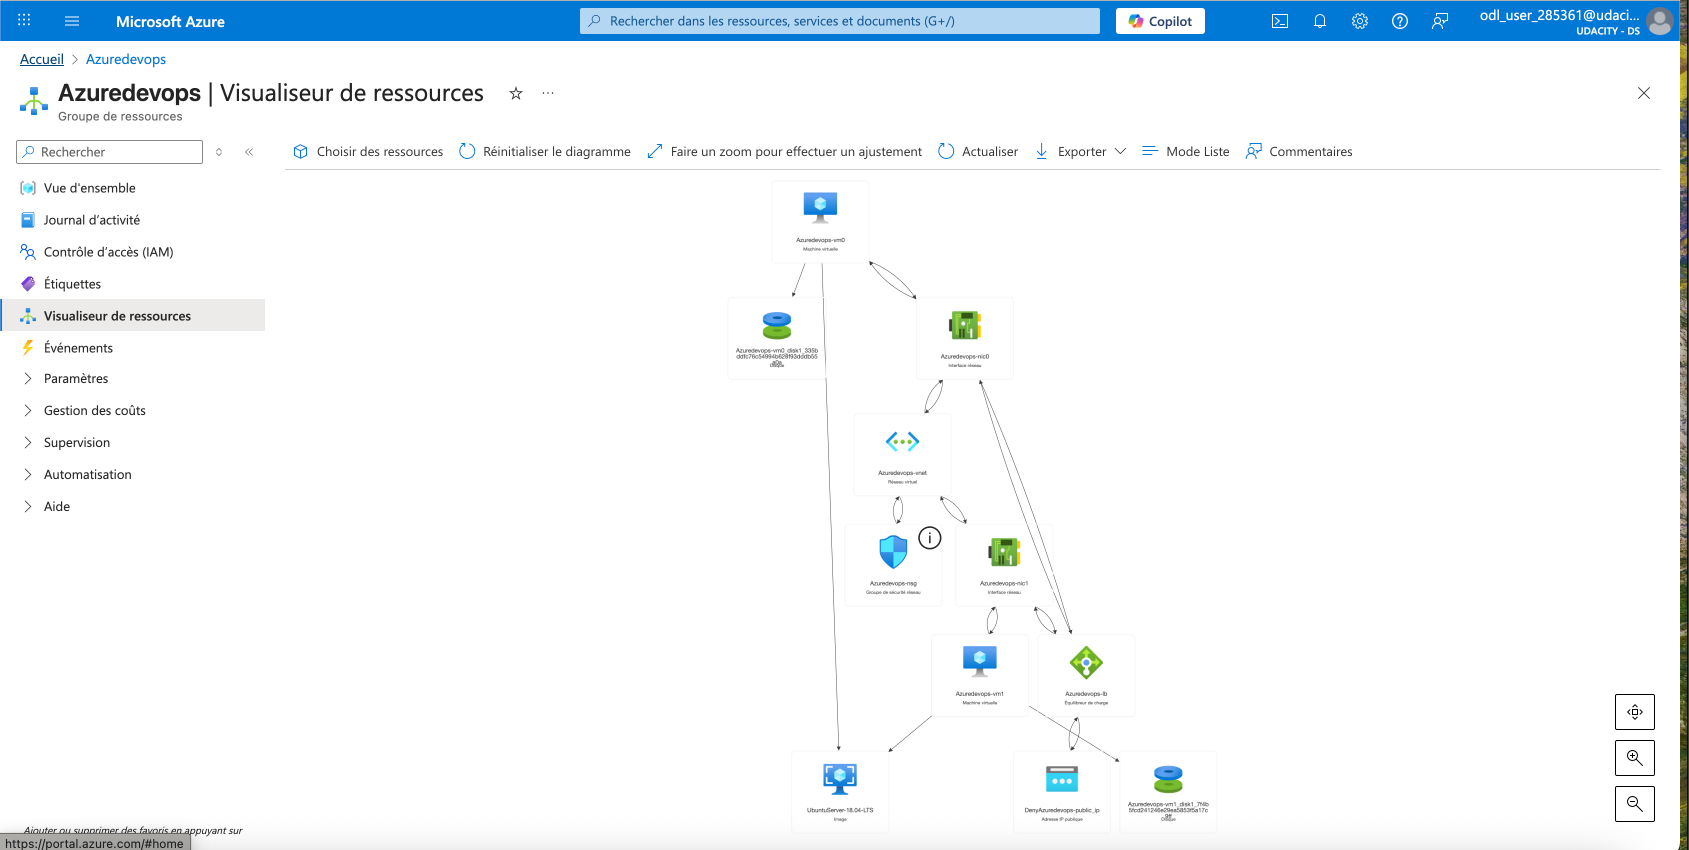 Microsoft Azure
Rechercher dans les ressources, services et documents (G+/)
Copilot
odl_user_285361@udaci...
UDACITY - DS
Accueil > Azuredevops
Azuredevops | Visualiseur de ressources
Groupe de ressources
Rechercher
Choisir des ressources
Réinitialiser le diagramme
Faire un zoom pour effectuer un ajustement
Actualiser
Exporter
Mode Liste
Commentaires
Vue d'ensemble
Journal d'activité
Contrôle d'accès (IAM)
Étiquettes
Visualiseur de ressources
Événements
Paramètres
Gestion des coûts
Supervision
Automatisation
Aide
Azuredevops-vm0
Machine virtuelle
Disque
Azuredevops-nic0
Interface réseau
Azuredevops-vnet
Réseau virtuel
Azuredevops-nsg
Groupe de sécurité réseau
Azuredevops-nic1
Interface réseau
Azuredevops-vm1
Machine virtuelle
Azuredevops-lb
Équilibreur de charge
UbuntuServer-18.04-LTS
Image
DenyAzuredevops-public_ip
Adresse IP publique
Disque
Ajouter ou supprimer des favoris en appuyant sur
https://portal.azure.com/#home